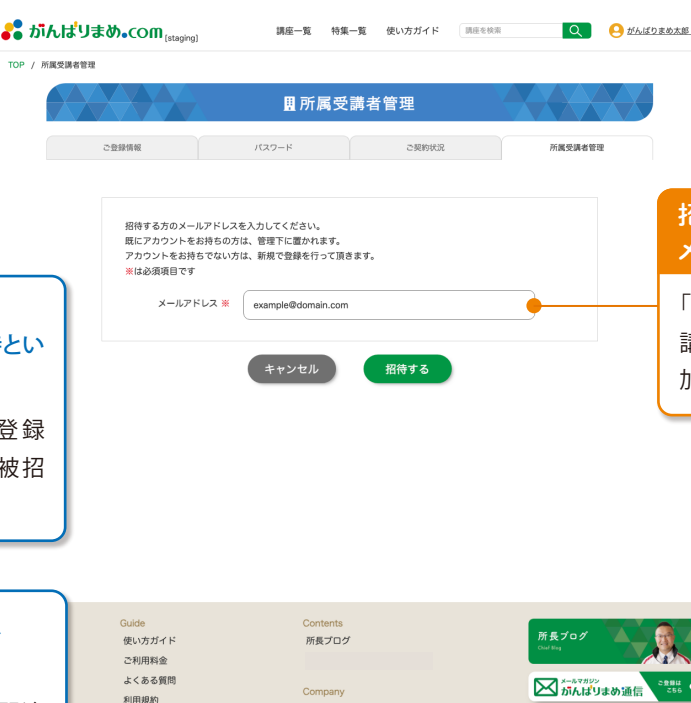 がんばりまめ.com [staging]
講座一覧 特集一覧 使い方ガイド 講座を検索 がんばりまめ太郎
TOP / 所属受講者管理
所属受講者管理
ご登録情報 パスワード ご契約状況 所属受講者管理
招待する方のメールアドレスを入力してください。
既にアカウントをお持ちの方は、管理下に置かれます。
アカウントをお持ちでない方は、新規で登録を行って頂きます。
※は必須項目です
メールアドレス ※ example@domain.com
キャンセル 招待する
招
メ
「
講
加
とい
登録
被招
Guide
使い方ガイド
ご利用料金
よくある質問
利用規約
Contents
所長ブログ
Company
所長ブログ
Chief Blog
メールマガジン
がんばりまめ通信
ご登録は
こちら